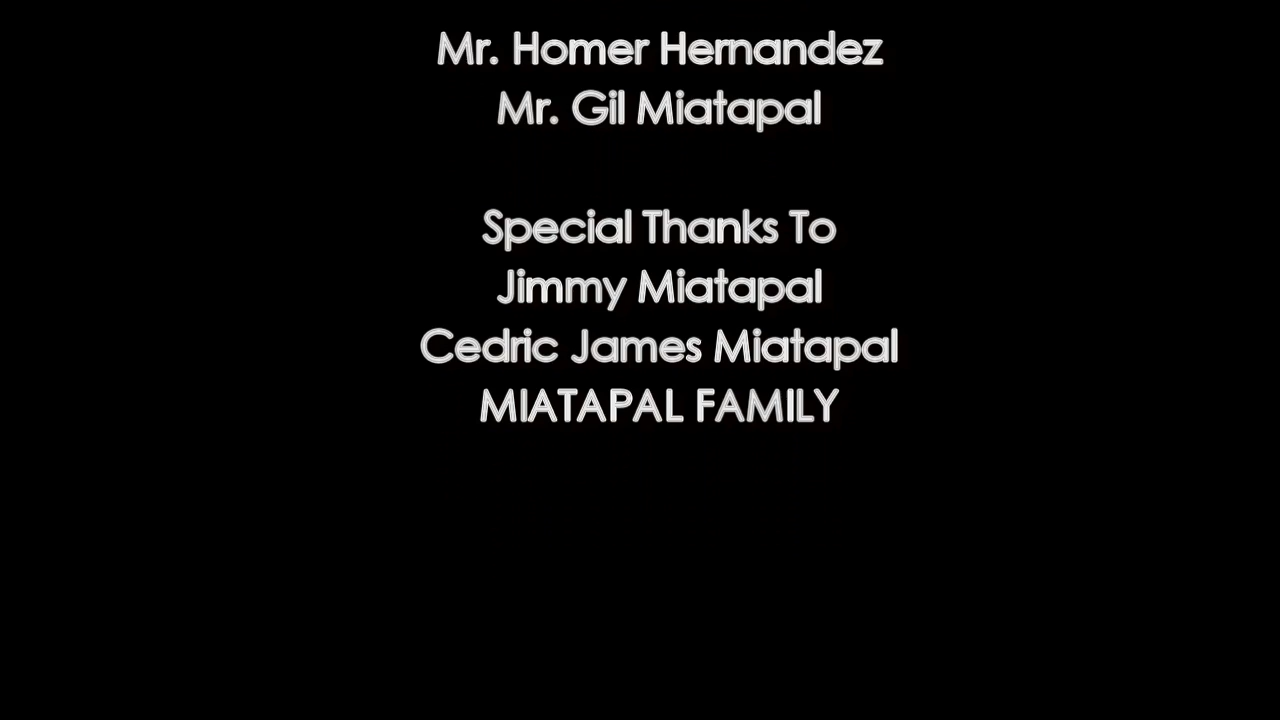 Mr. Homer Hernandez
Mr. Gil Miatapal
Special Thanks To
Jimmy Miatapal
Cedric James Miatapal
MIATAPAL FAMILY